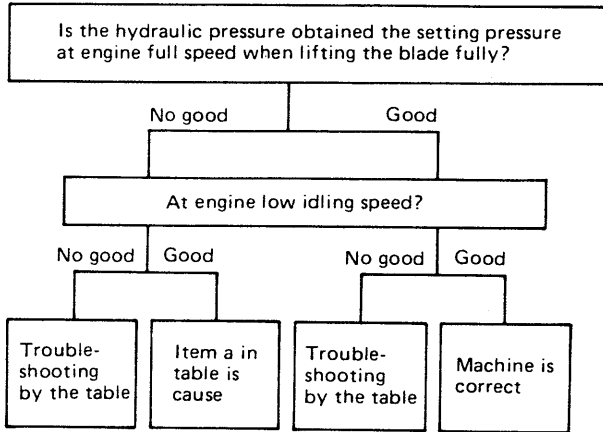 Is the hydraulic pressure obtained the setting pressure
at engine full speed when lifting the blade fully?
No good
Good
At engine low idling speed?
No good
Good
No good
Good
Trouble-
shooting
by the table
Item a in
table is
cause
Trouble-
shooting
by the table
Machine is
correct